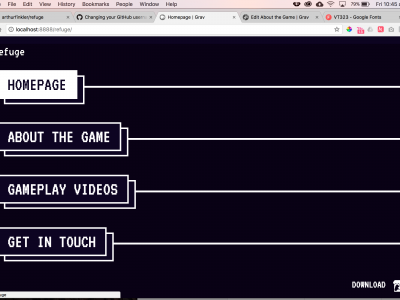 File Edit View History Bookmarks People Window Help 79% Fri 10:45
arthurfinkler/refuge Changing your GitHub usern Homepage | Grav Edit About the Game | Grav VT323 - Google Fonts
localhost:8888/refuge/
refuge
HOMEPAGE
ABOUT THE GAME
GAMEPLAY VIDEOS
GET IN TOUCH
DOWNLOAD